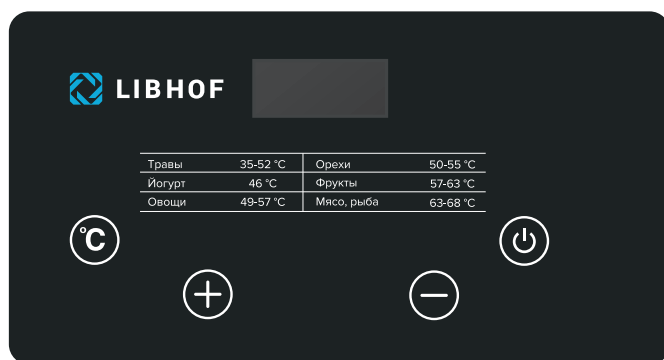 LIBHOF
Травы 35-52 °C Орехи 50-55 °C
Йогурт 46 °C Фрукты 57-63 °C
Овощи 49-57 °C Мясо, рыба 63-68 °C
°C